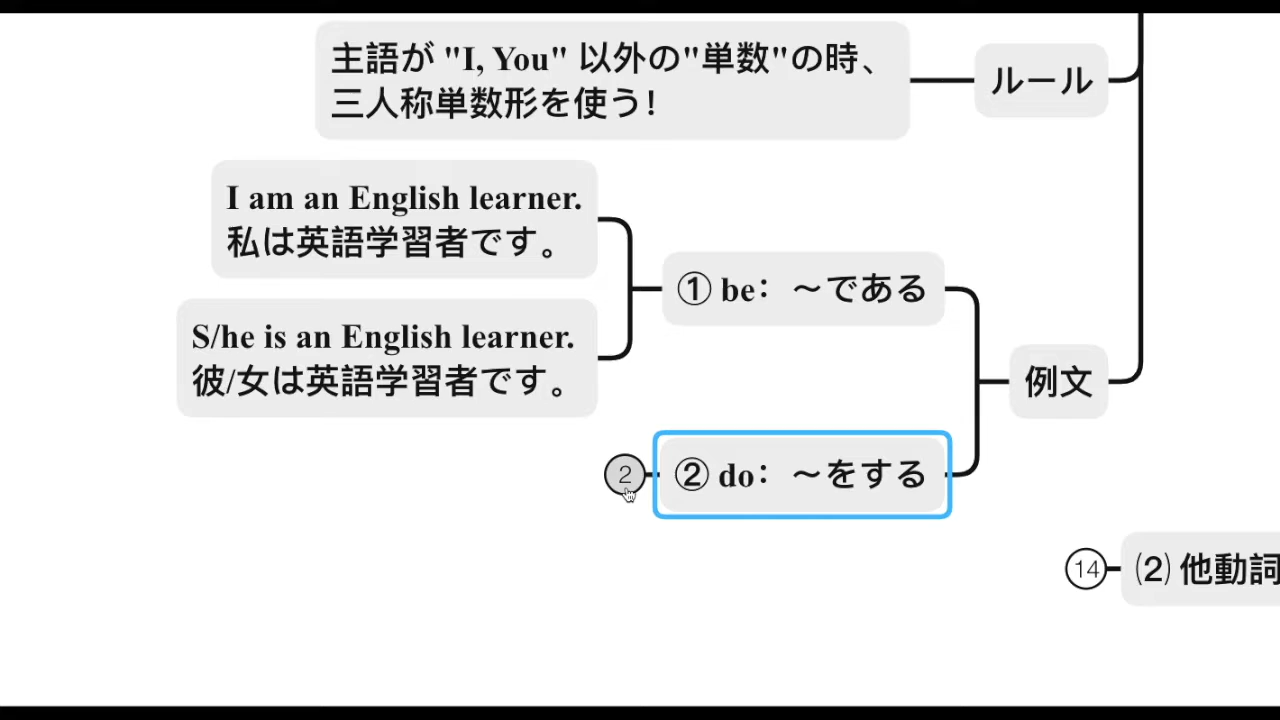 主語が "I, You" 以外の"単数"の時、
三人称単数形を使う！
ルール
I am an English learner.
私は英語学習者です。
① be： ～である
S/he is an English learner.
彼/女は英語学習者です。
例文
2
② do： ～をする
14
(2) 他動詞